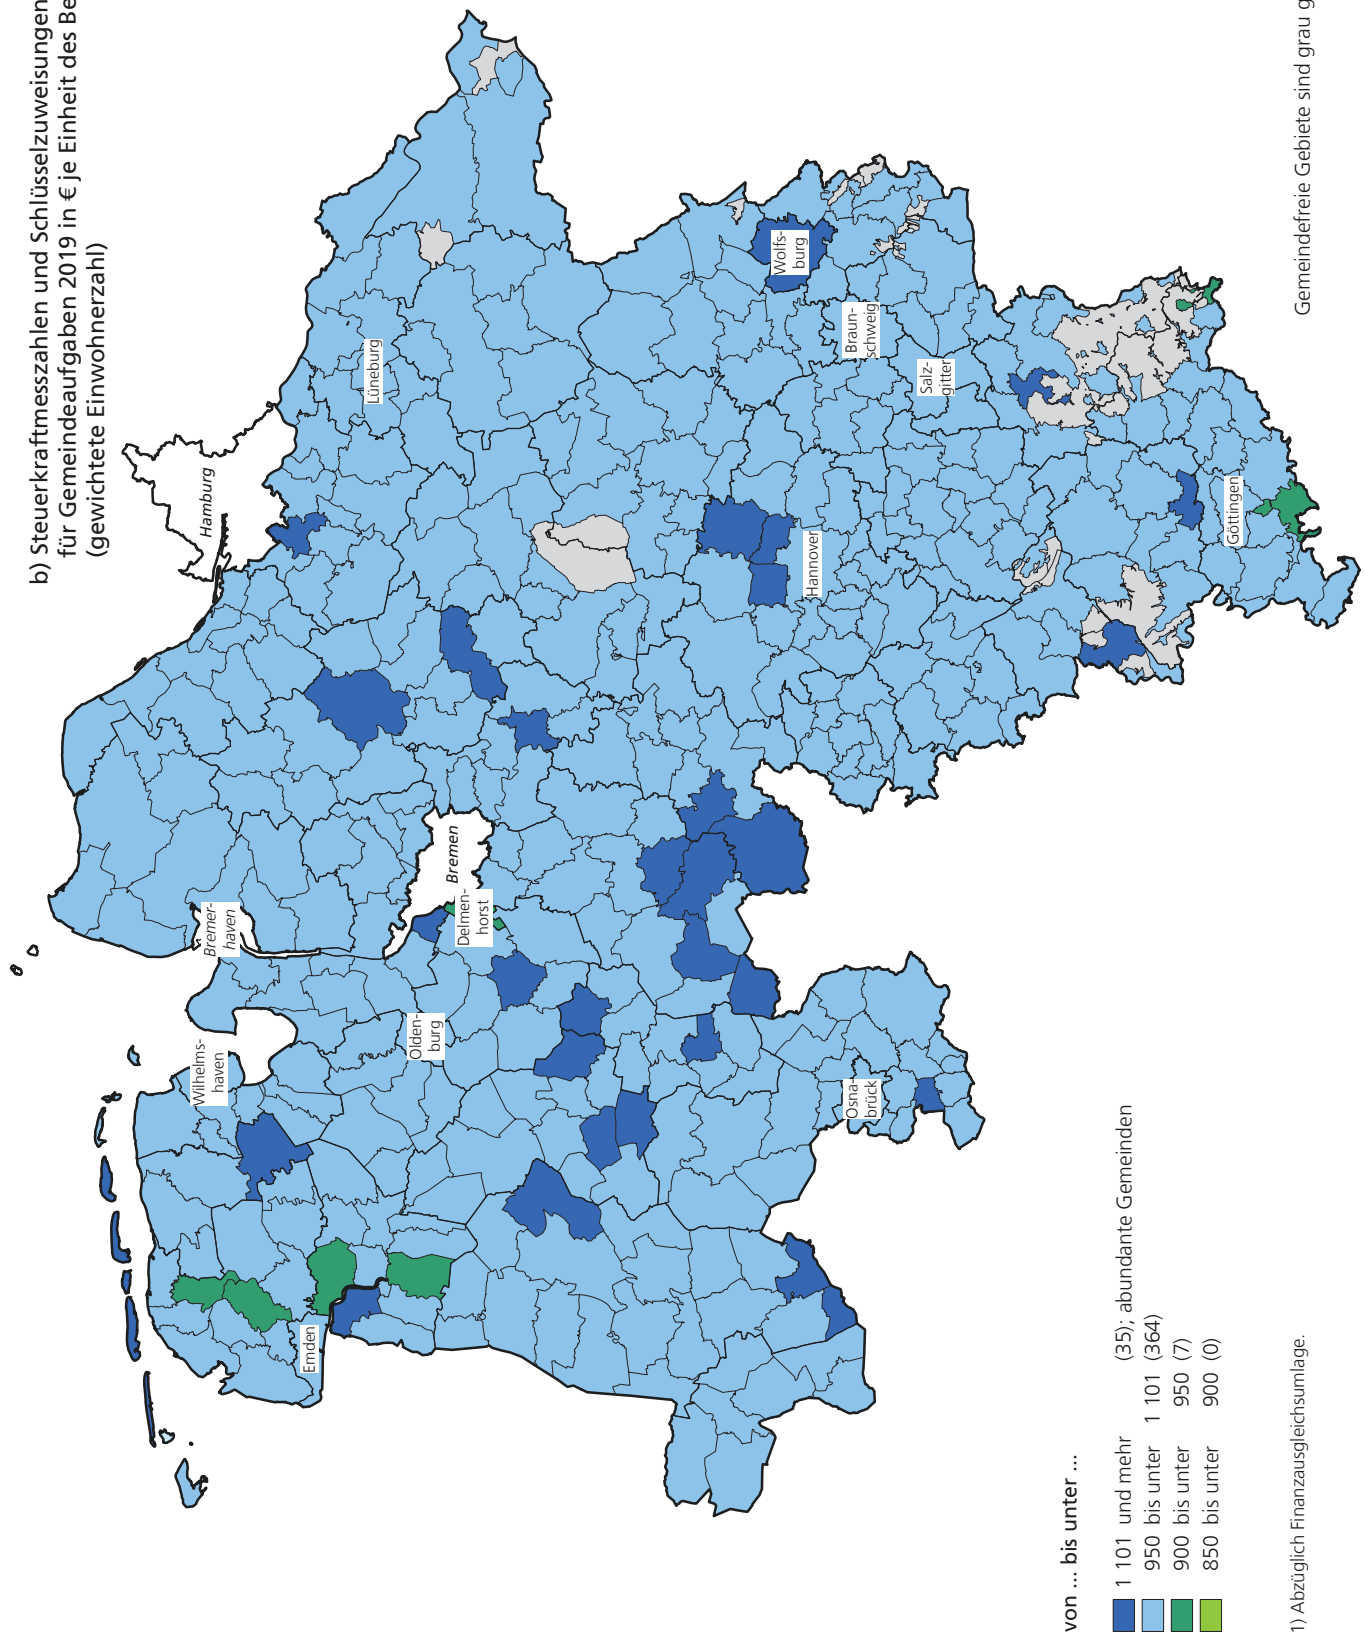 b) Steuerkraftmesszahlen und Schlüsselzuweisungen
für Gemeindeaufgaben 2019 in € je Einheit des Be
(gewichtete Einwohnerzahl)
Hamburg
Bremer-
haven
Wilhelms-
haven
Lüneburg
Emden
Olden-
burg
Bremen
Delmen-
horst
Wolfs-
burg
Hannover
Braun-
schweig
Osna-
brück
Salz-
gitter
Göttingen
von ... bis unter ...
1 101 und mehr (35); abundante Gemeinden
950 bis unter 1 101 (364)
900 bis unter 950 (7)
850 bis unter 900 (0)
1) Abzüglich Finanzausgleichsumlage.
Gemeindefreie Gebiete sind grau g